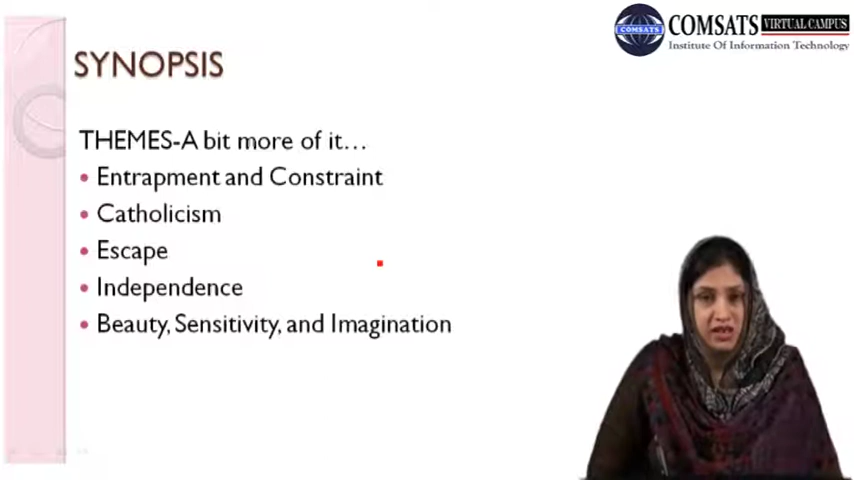 COMSATS
COMSATS VIRTUAL CAMPUS
Institute Of Information Technology
SYNOPSIS
THEMES-A bit more of it...
• Entrapment and Constraint
• Catholicism
• Escape
• Independence
• Beauty, Sensitivity, and Imagination